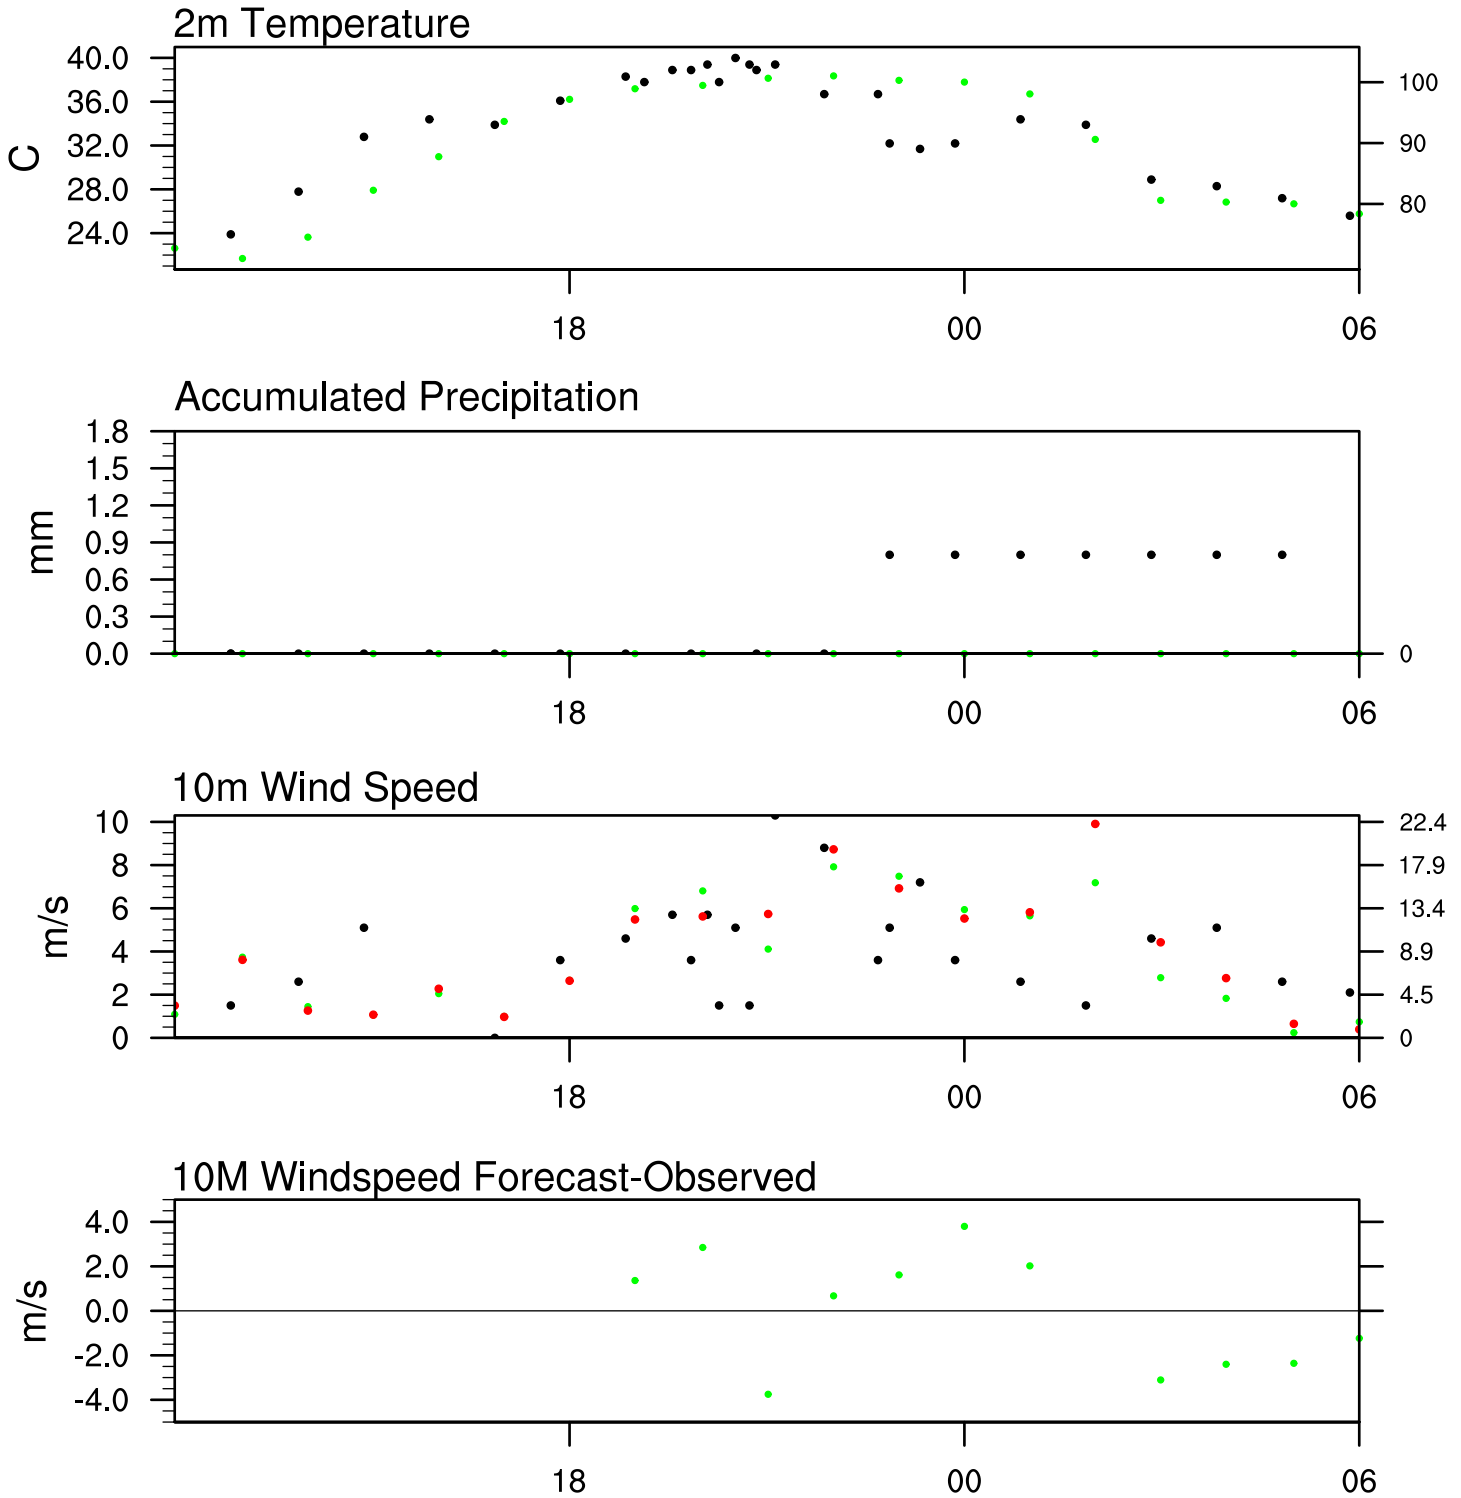 2m Temperature
40.0
36.0
32.0
28.0
24.0
C
100
90
80
18 00 06
Accumulated Precipitation
1.8
1.5
1.2
0.9
0.6
0.3
0.0
mm
0
18 00 06
10m Wind Speed
10
8
6
4
2
0
m/s
22.4
17.9
13.4
8.9
4.5
0
18 00 06
10M Windspeed Forecast-Observed
4.0
2.0
0.0
-2.0
-4.0
m/s
18 00 06